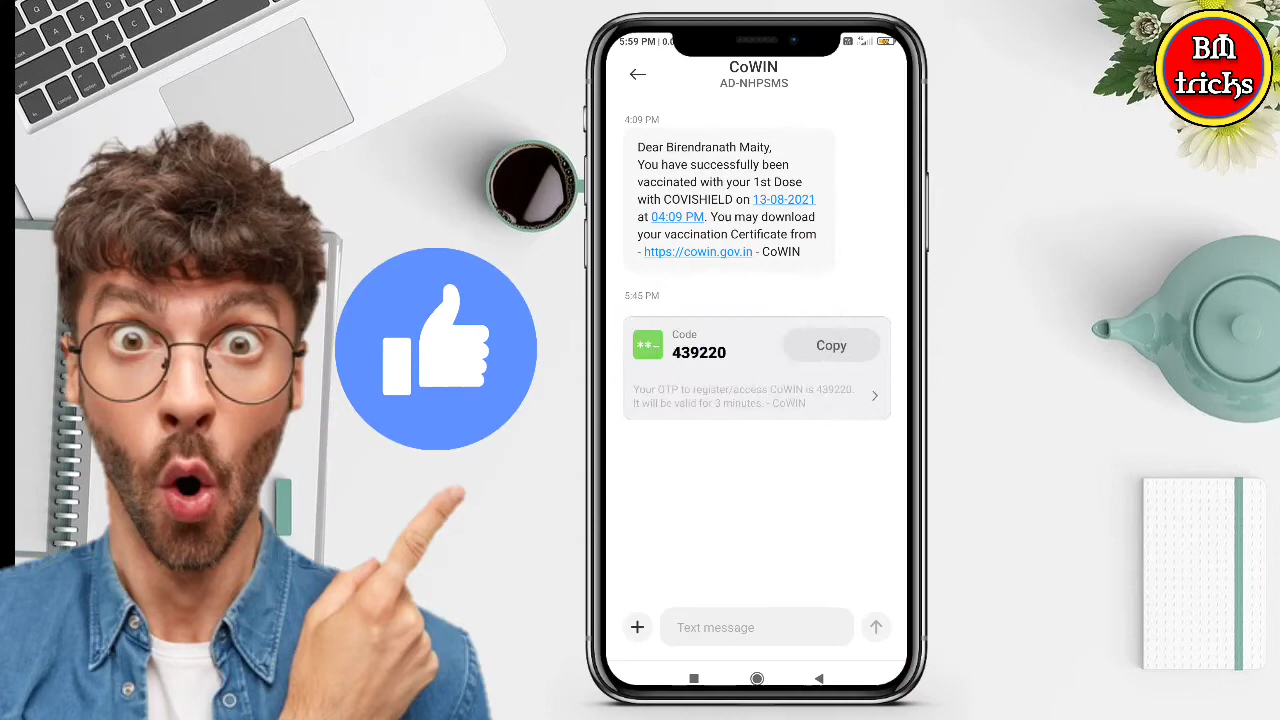 5:59 PM | 0.0
CoWIN
AD-NHPSMS
4:09 PM
Dear Birendranath Maity,
You have successfully been
vaccinated with your 1st Dose
with COVISHIELD on 13-08-2021
at 04:09 PM. You may download
your vaccination Certificate from
- https://cowin.gov.in - CoWIN
5:45 PM
**_
Code
439220
Copy
Your OTP to register/access CoWIN is 439220.
It will be valid for 3 minutes. - CoWIN
Text message
BM
tricks